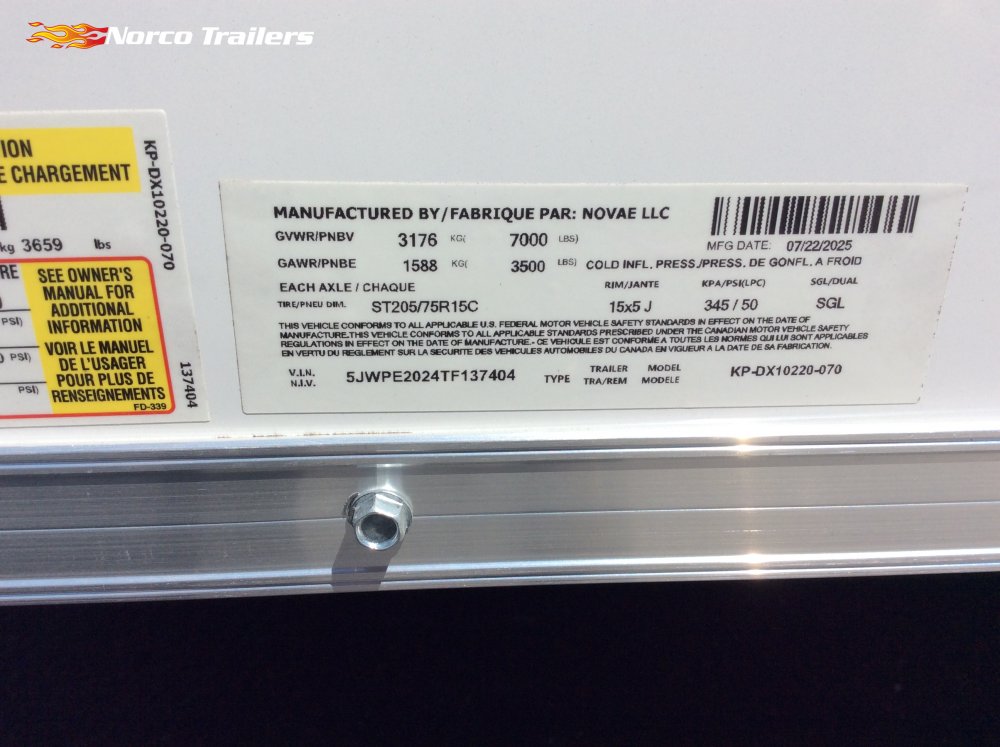 Norco Trailers
ION
E CHARGEMENT
kg 3659 lbs
RE
SEE OWNER'S
MANUAL FOR
ADDITIONAL
INFORMATION
VOIR LE MANUEL
DE L'USAGER
POUR PLUS DE
RENSEIGNEMENTS
FD-339
PSI)
PSI)
PSI)
KP-DX10220-070
137404
MANUFACTURED BY/FABRIQUE PAR: NOVAE LLC
GVWR/PNBV 3176 KG( 7000 LBS)
MFG DATE: 07/22/2025
GAWR/PNBE 1588 KG( 3500 LBS) COLD INFL. PRESS./PRESS. DE GONFL. A FROID
EACH AXLE / CHAQUE RIM/JANTE KPA/PSI(LPC) SGL/DUAL
TIRE/PNEU DIM. ST205/75R15C 15x5 J 345 / 50 SGL
THIS VEHICLE CONFORMS TO ALL APPLICABLE U.S. FEDERAL MOTOR VEHICLE SAFETY STANDARDS IN EFFECT ON THE DATE OF
MANUFACTURE,THIS VEHICLE CONFORMS TO ALL APPLICABLE STANDARDS PRESCRIBED UNDER THE CANADIAN MOTOR VEHICLE SAFETY
REGULATIONS IN EFFECT ON THE DATE OF MANUFACTURE.- CE VEHICULE EST CONFORME A TOUTES LES NORMES QUI LUI SONT APPLICABLES
EN VERTU DU REGLEMENT SUR LA SECURITE DES VEHICULES AUTOMOBILES DU CANADA EN VIGUEUR A LA DATE DE SA FABRICATION.
V.I.N. 5JWPE2024TF137404 TYPE TRAILER MODEL KP-DX10220-070
N.I.V. TRA/REM MODELE